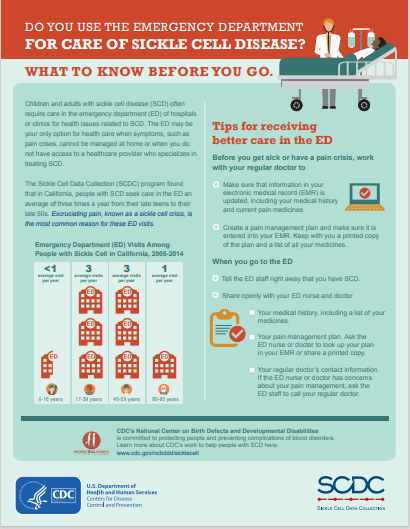 DO YOU USE THE EMERGENCY DEPARTMENT
FOR CARE OF SICKLE CELL DISEASE?
WHAT TO KNOW BEFORE YOU GO.
Children and adults with sickle cell disease (SCD) often
require care in the emergency department (ED) of hospitals
or clinics for health issues related to SCD. The ED may be
your only option for health care when symptoms, such as
pain crises, cannot be managed at home or when you do
not have access to a healthcare provider who specializes in
treating SCD.
The Sickle Cell Data Collection (SCDC) program found
that in California, people with SCD seek care in the ED an
average of three times a year from their late teens to their
late 50s. Excruciating pain, known as a sickle cell crisis, is
the most common reason for these ED visits.
Emergency Department (ED) Visits Among
People with Sickle Cell in California, 2005-2014
<1 3 3 1
average visit per year average visits per year average visits per year average visit per year
ED ED ED
ED ED
ED ED ED ED
0-16 years 17-39 years 40-59 years 60-80 years
Tips for receiving
better care in the ED
Before you get sick or have a pain crisis, work
with your regular doctor to
Make sure that information in your
electronic medical record (EMR) is
updated, including your medical history
and current pain medicines.
Create a pain management plan and make sure it is
entered into your EMR. Keep with you a printed copy
of the plan and a list of all your medicines.
When you go to the ED
Tell the ED staff right away that you have SCD.
Share openly with your ED nurse and doctor
Your medical history, including a list of your
medicines.
Your pain management plan. Ask the
ED nurse or doctor to look up your plan
in your EMR or share a printed copy.
Your regular doctor's contact information.
If the ED nurse or doctor has concerns
about your pain management, ask the
ED staff to call your regular doctor.
CDC's National Center on Birth Defects and Developmental Disabilities
is committed to protecting people and preventing complications of blood disorders.
Learn more about CDC's work to help people with SCD here:
www.cdc.gov/ncbddd/sicklecell
CDC
U.S. Department of
Health and Human Services
Centers for Disease
Control and Prevention
SCDC
SICKLE CELL DATA COLLECTION